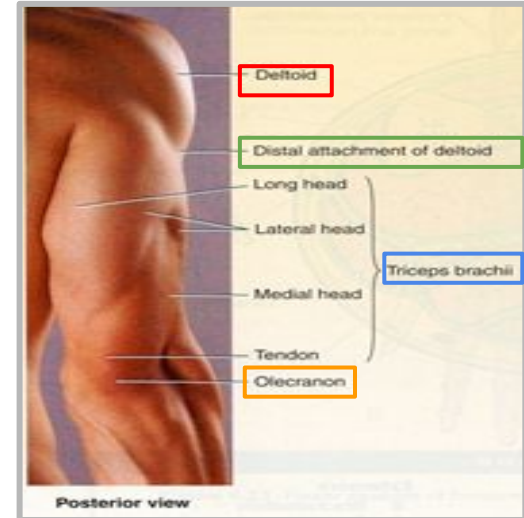 Deltoid
Distal attachment of deltoid
Long head
Lateral head
Triceps brachii
Medial head
Tendon
Olecranon
Posterior view